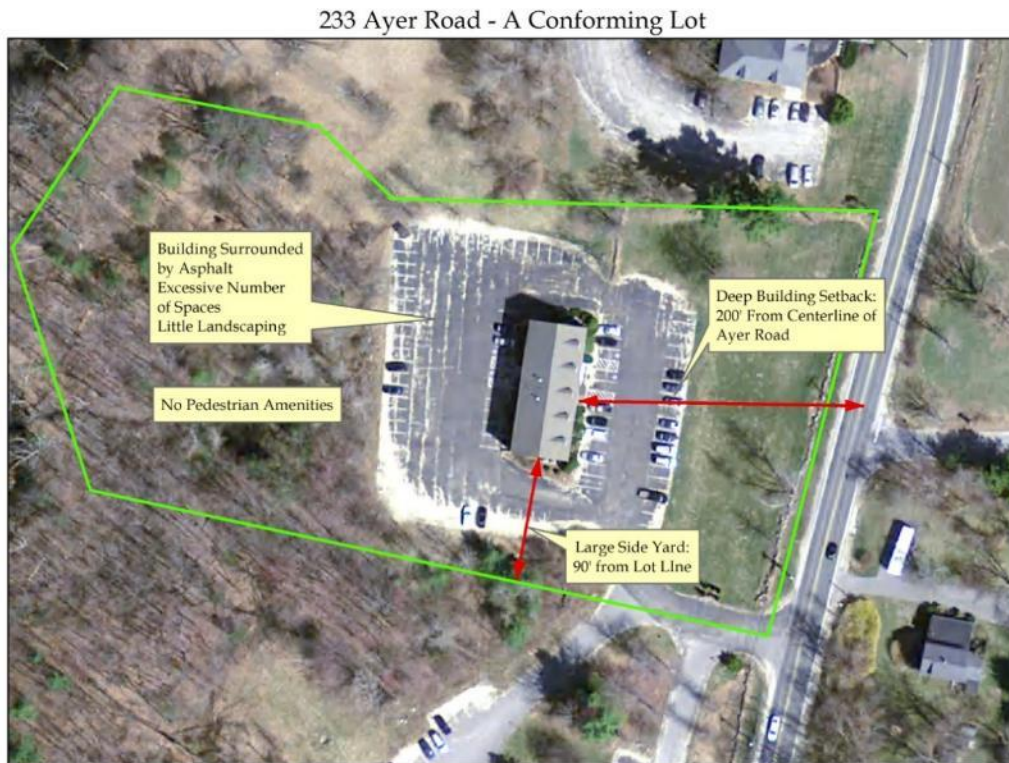 233 Ayer Road - A Conforming Lot
Building Surrounded
by Asphalt
Excessive Number
of Spaces
Little Landscaping
Deep Building Setback:
200' From Centerline of
Ayer Road
No Pedestrian Amenities
Large Side Yard:
90' from Lot LIne